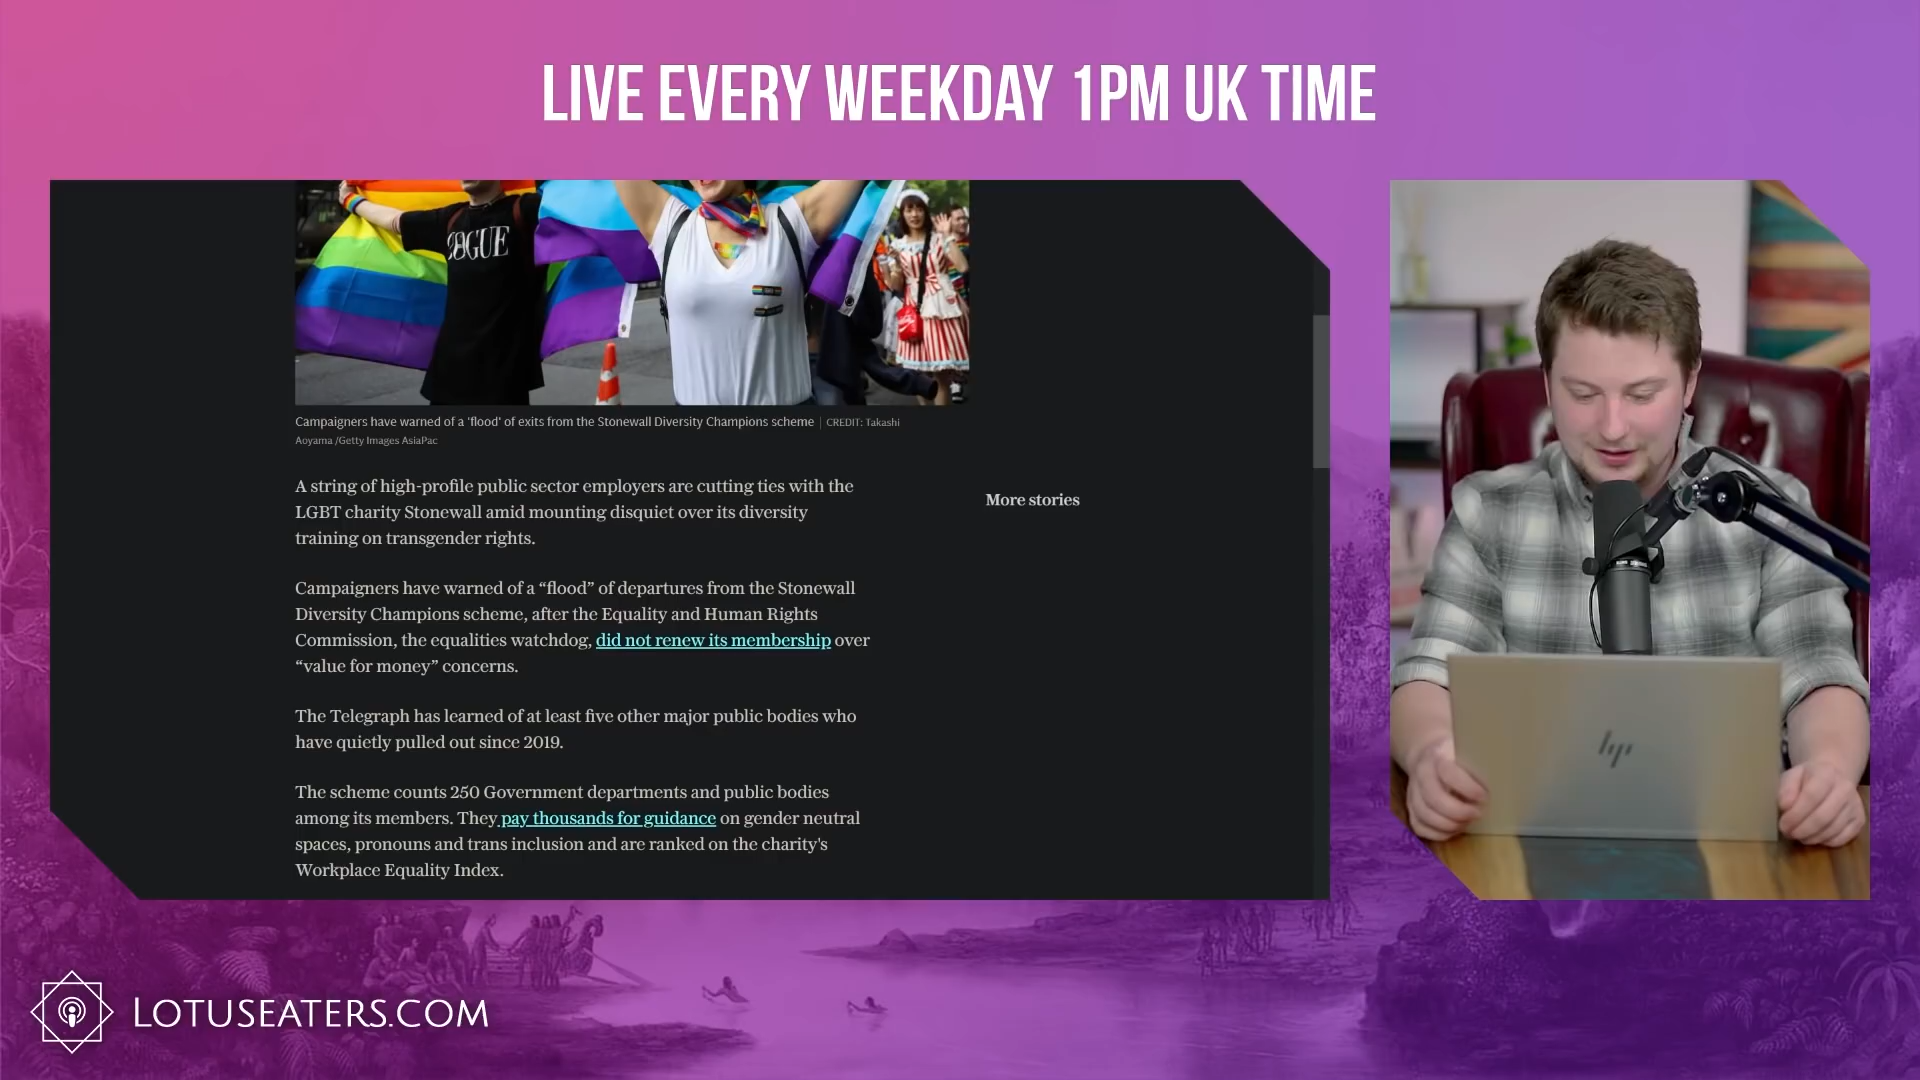 LIVE EVERY WEEKDAY 1PM UK TIME
Campaigners have warned of a 'flood' of exits from the Stonewall Diversity Champions scheme | CREDIT: Takashi
Aoyama /Getty Images AsiaPac
A string of high-profile public sector employers are cutting ties with the
LGBT charity Stonewall amid mounting disquiet over its diversity
training on transgender rights.
Campaigners have warned of a “flood” of departures from the Stonewall
Diversity Champions scheme, after the Equality and Human Rights
Commission, the equalities watchdog, did not renew its membership over
“value for money” concerns.
The Telegraph has learned of at least five other major public bodies who
have quietly pulled out since 2019.
The scheme counts 250 Government departments and public bodies
among its members. They pay thousands for guidance on gender neutral
spaces, pronouns and trans inclusion and are ranked on the charity's
Workplace Equality Index.
More stories
hp
LOTUSEATERS.COM